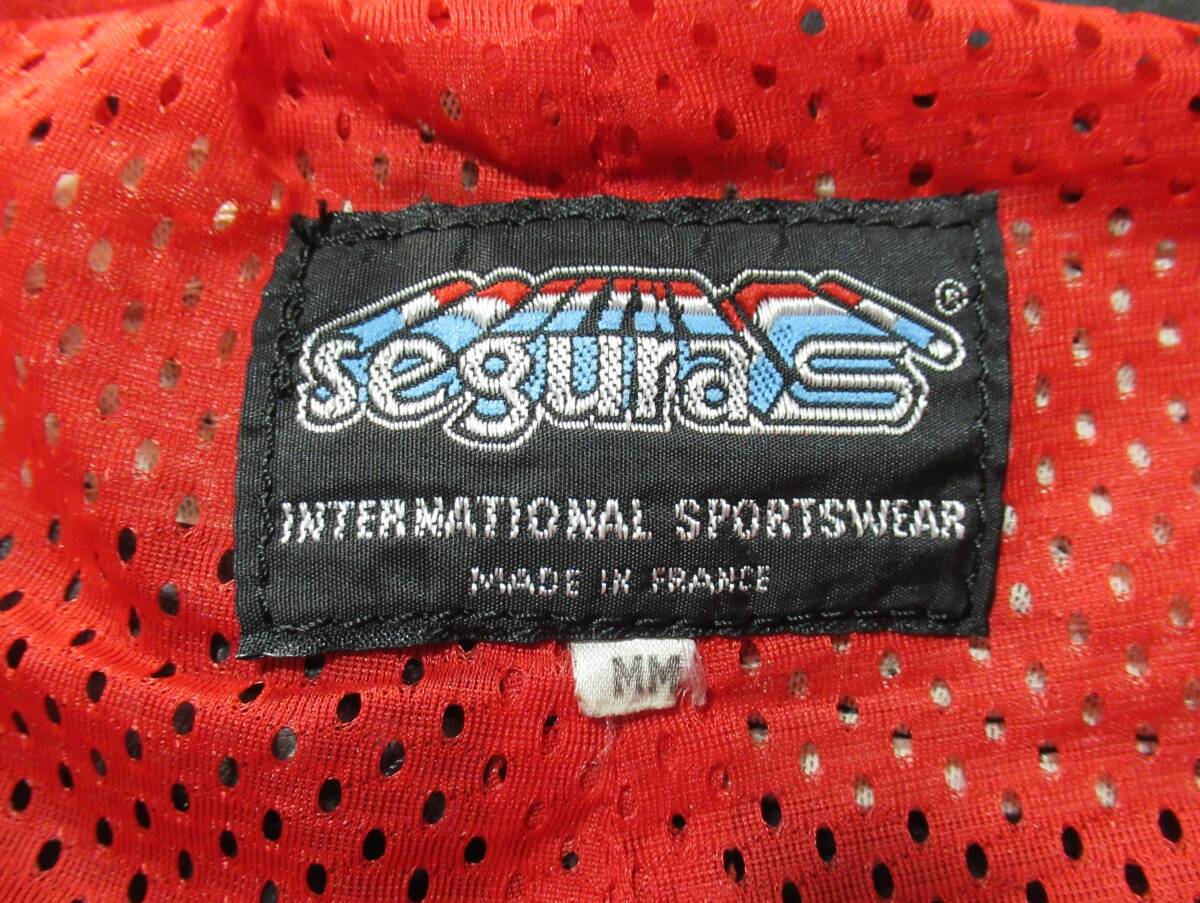 segura S ®
INTERNATIONAL SPORTSWEAR
MADE IN FRANCE
MM